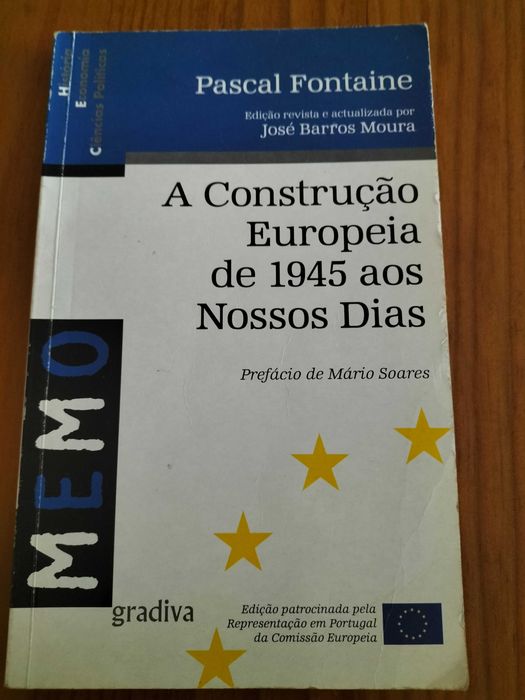 História
Economia
Ciências Políticas
Pascal Fontaine
Edição revista e actualizada por
José Barros Moura
A Construção
Europeia
de 1945 aos
Nossos Dias
Prefácio de Mário Soares
MEMO
gradiva
Edição patrocinada pela
Representação em Portugal
da Comissão Europeia